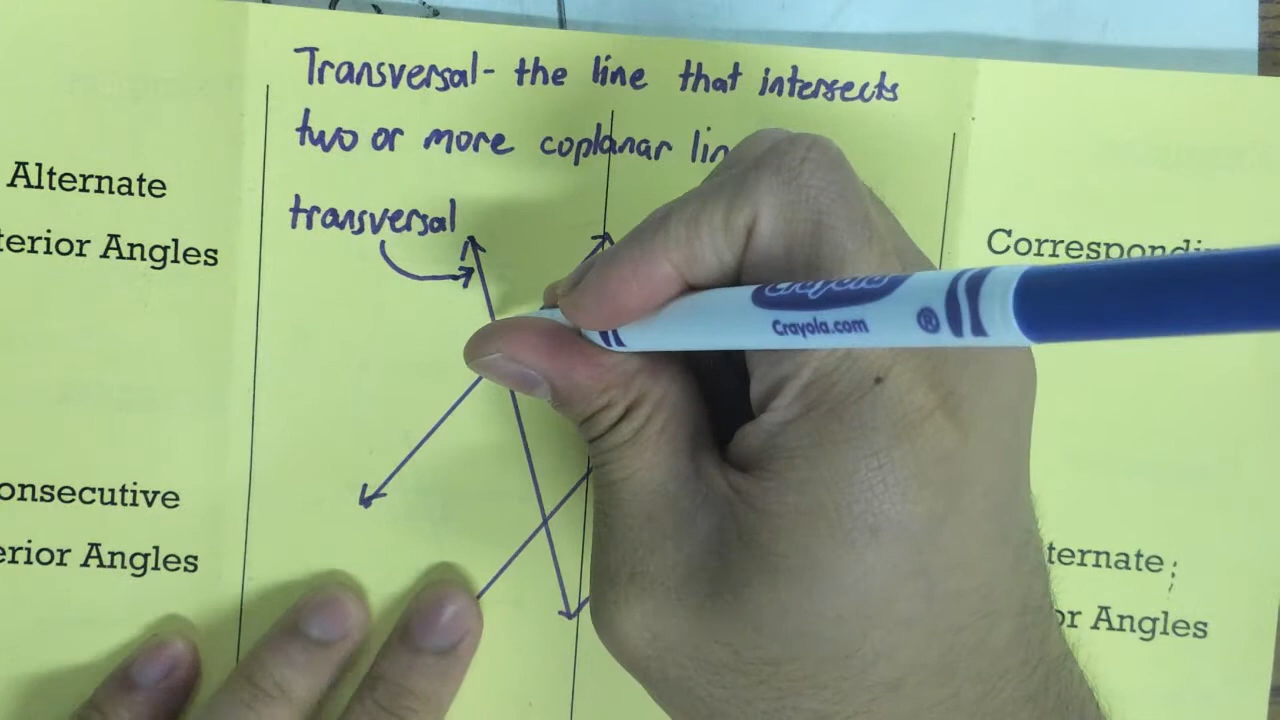 Transversal- the line that intersects
two or more coplanar
transversal
Alternate
terior Angles
onsecutive
erior Angles
Correspondi
ternate
or Angles
Crayola
Crayola.com
®